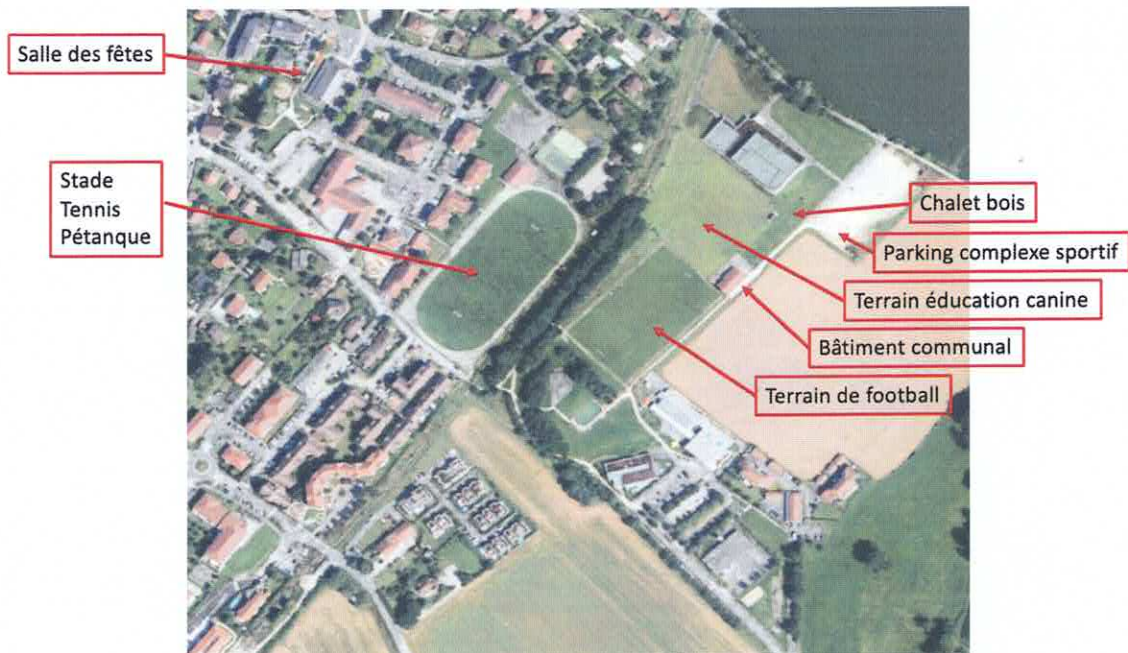 Salle des fêtes
Stade
Tennis
Pétanque
Chalet bois
Parking complexe sportif
Terrain éducation canine
Bâtiment communal
Terrain de football